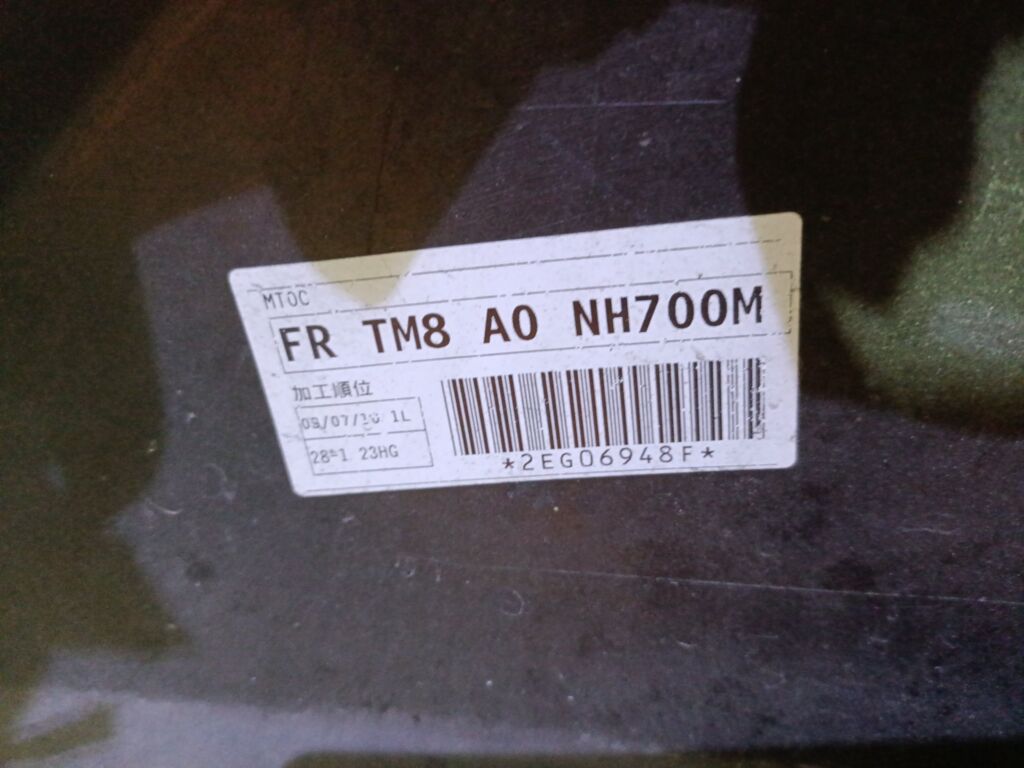 MTOC
FR TM8 A0 NH700M
加工順位
1L
23HG
*2EG06948F*